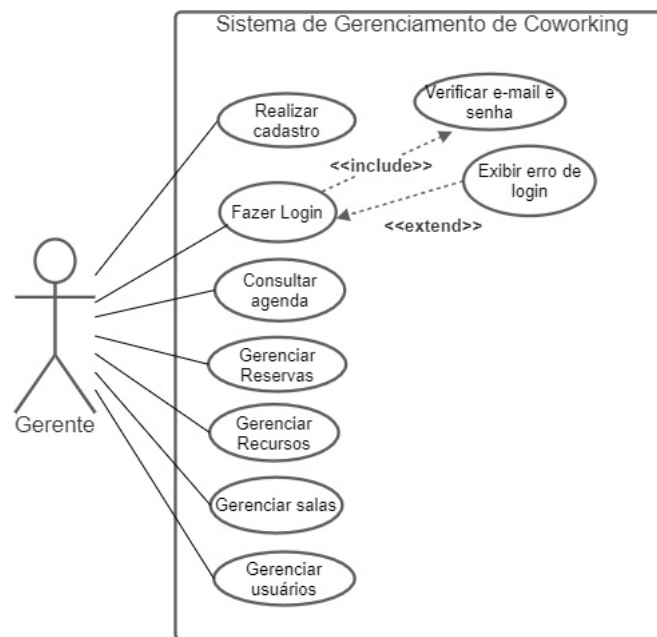 Sistema de Gerenciamento de Coworking
Realizar
cadastro
Verificar e-mail e
senha
<<include>>
Exibir erro de
login
Fazer Login
<<extend>>
Consultar
agenda
Gerenciar
Reservas
Gerente
Gerenciar
Recursos
Gerenciar salas
Gerenciar
usuários